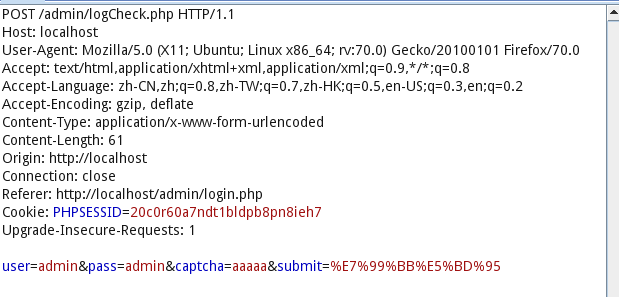 POST /admin/logCheck.php HTTP/1.1
Host: localhost
User-Agent: Mozilla/5.0 (X11; Ubuntu; Linux x86_64; rv:70.0) Gecko/20100101 Firefox/70.0
Accept: text/html,application/xhtml+xml,application/xml;q=0.9,*/*;q=0.8
Accept-Language: zh-CN,zh;q=0.8,zh-TW;q=0.7,zh-HK;q=0.5,en-US;q=0.3,en;q=0.2
Accept-Encoding: gzip, deflate
Content-Type: application/x-www-form-urlencoded
Content-Length: 61
Origin: http://localhost
Connection: close
Referer: http://localhost/admin/login.php
Cookie: PHPSESSID=20c0r60a7ndt1bldpb8pn8ieh7
Upgrade-Insecure-Requests: 1

user=admin&pass=admin&captcha=aaaaa&submit=%E7%99%BB%E5%BD%95